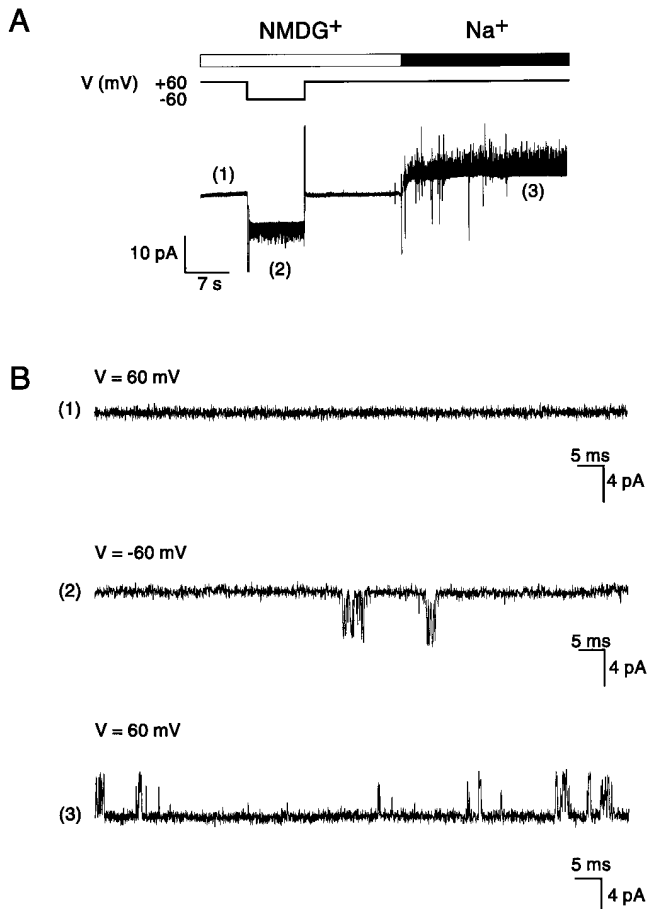 A
NMDG+ Na+
V (mV) +60
-60
(1)
(3)
10 pA
(2)
7 s
B
V = 60 mV
(1)
5 ms
4 pA
V = -60 mV
(2)
5 ms
4 pA
V = 60 mV
(3)
5 ms
4 pA